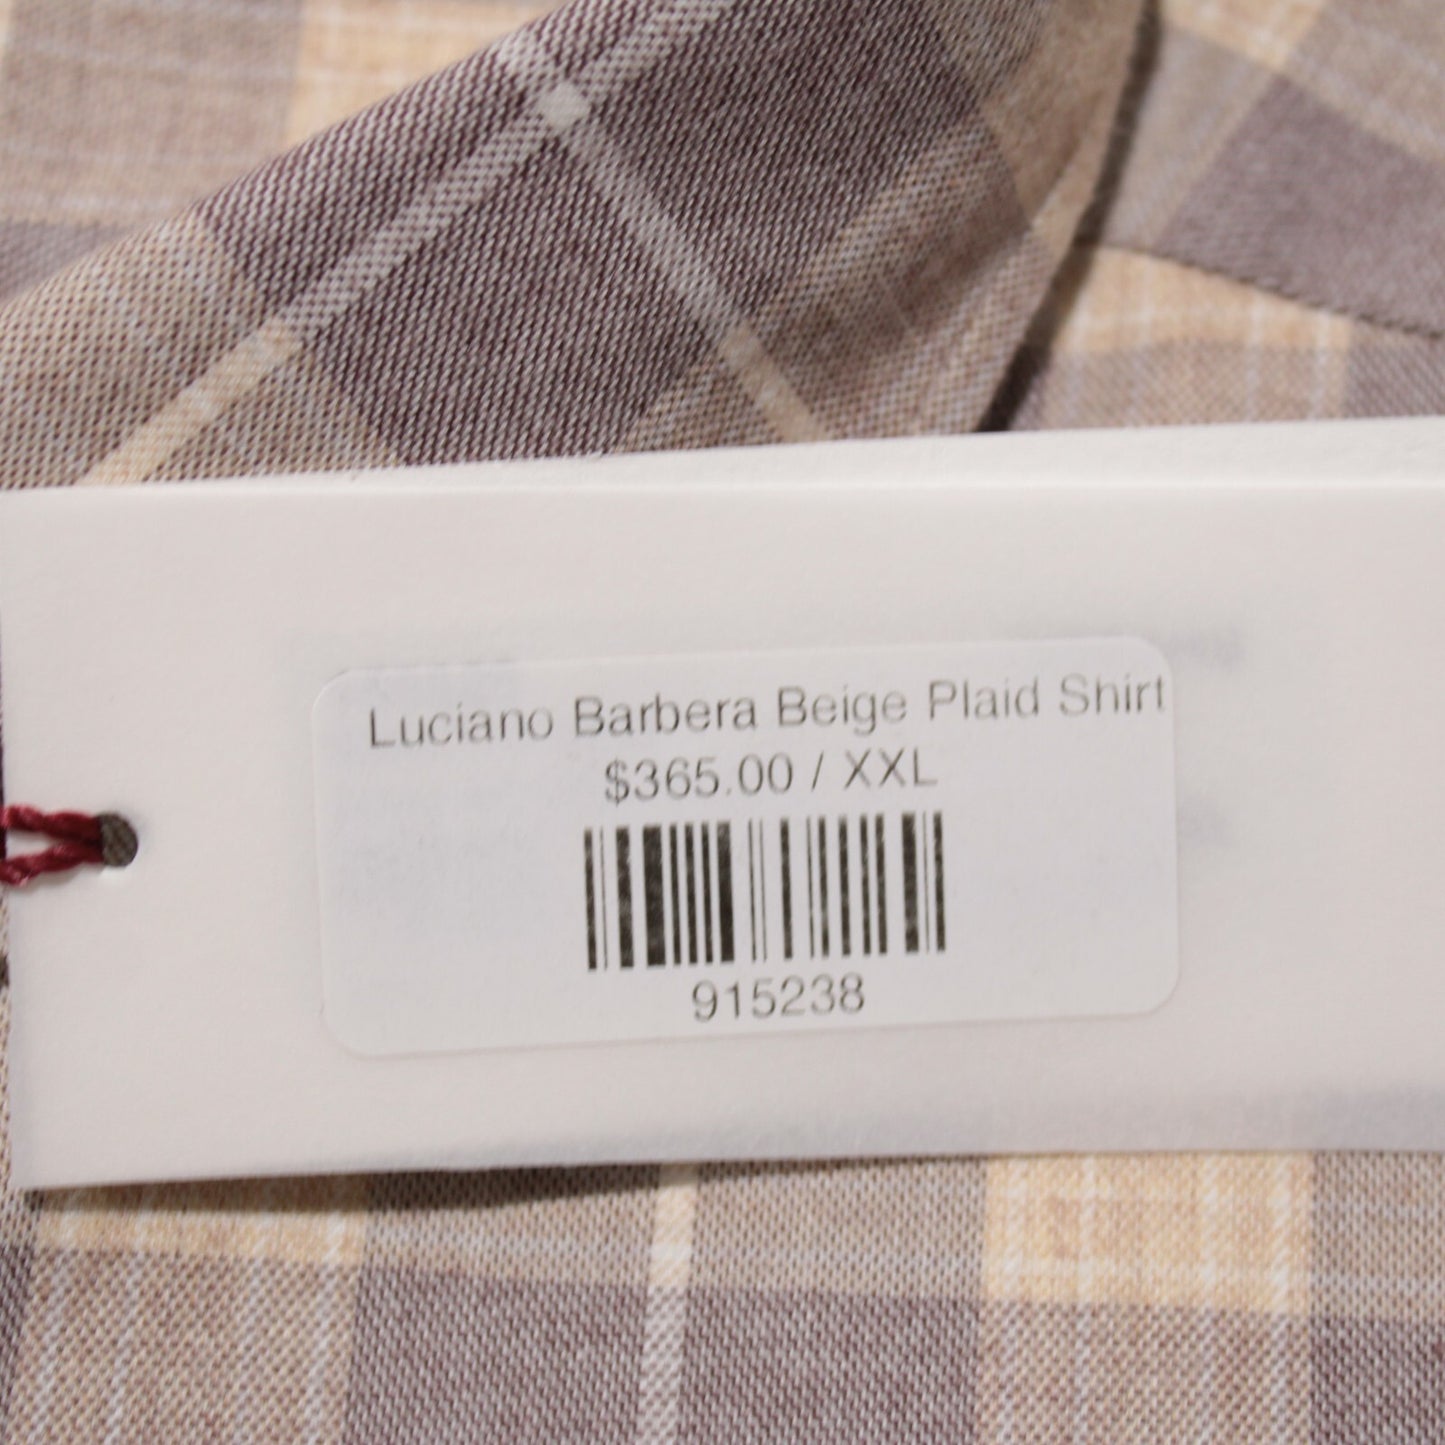 Luciano Barbera Beige Plaid Shirt
$365.00 / XXL
915238